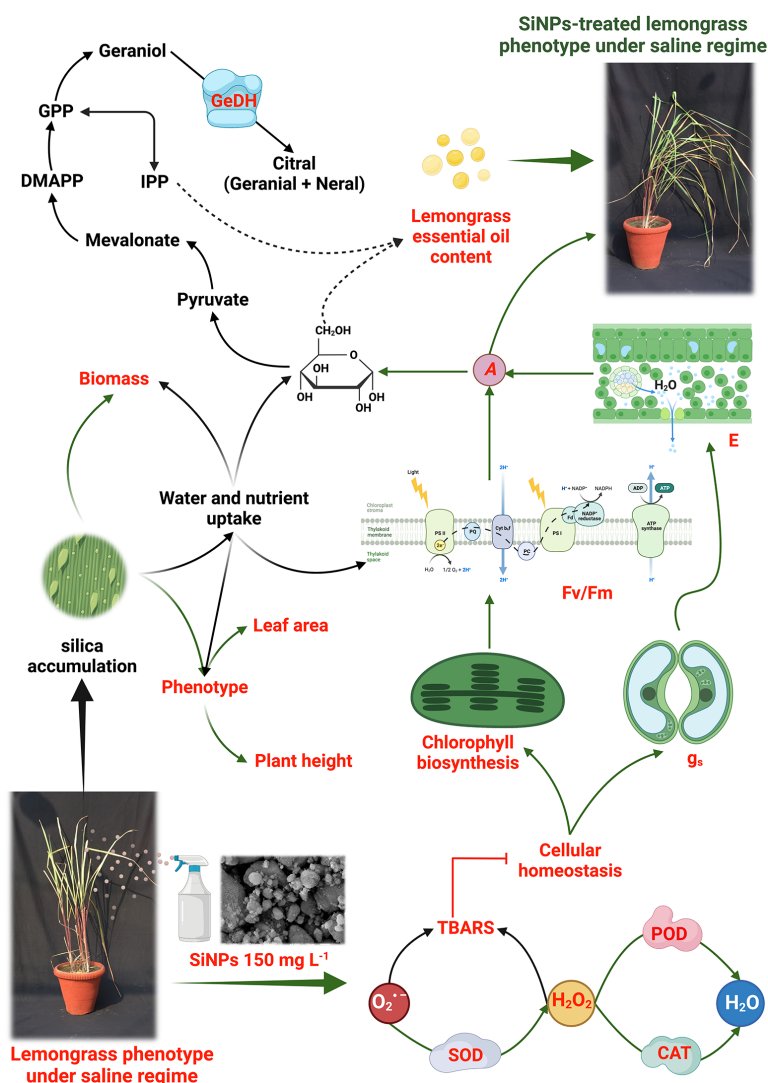 SiNPs-treated lemongrass
phenotype under saline regime
Geraniol
GPP
GeDH
DMAPP
IPP
Citral
(Geranial + Neral)
Mevalonate
Lemongrass
essential oil
content
Pyruvate
CH₂OH
O
OH
OH
OH
OH
A
H₂O
E
Biomass
Water and nutrient
uptake
Light
2H⁺
H⁺ + NADP⁺
NADPH
ADP
ATP
H⁺
Chloroplast
stroma
Thylakoid
membrane
Thylakoid
space
PS II
2e⁻
PQ
Cyt b₆f
PC
PS I
Fd
NADP⁺
reductase
ATP
synthase
H₂O
1/2 O₂ + 2H⁺
2H⁺
H⁺
Fv/Fm
silica
accumulation
Leaf area
Phenotype
Plant height
Chlorophyll
biosynthesis
gₛ
Cellular
homeostasis
TBARS
SiNPs 150 mg L⁻¹
O₂•−
SOD
H₂O₂
POD
CAT
H₂O
Lemongrass phenotype
under saline regime